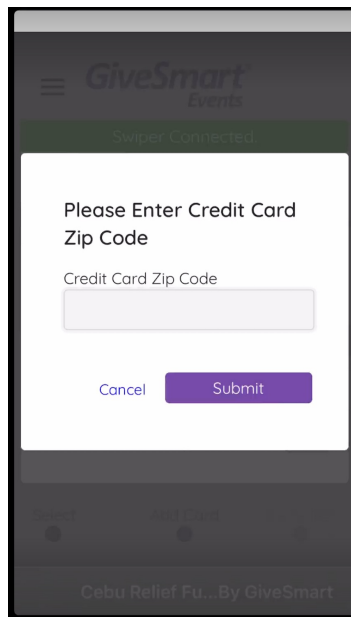 GiveSmart
Events
Swiper Connected
Please Enter Credit Card
Zip Code
Credit Card Zip Code
Cancel
Submit
Select
Add Card
Cebu Relief Fu...By GiveSmart